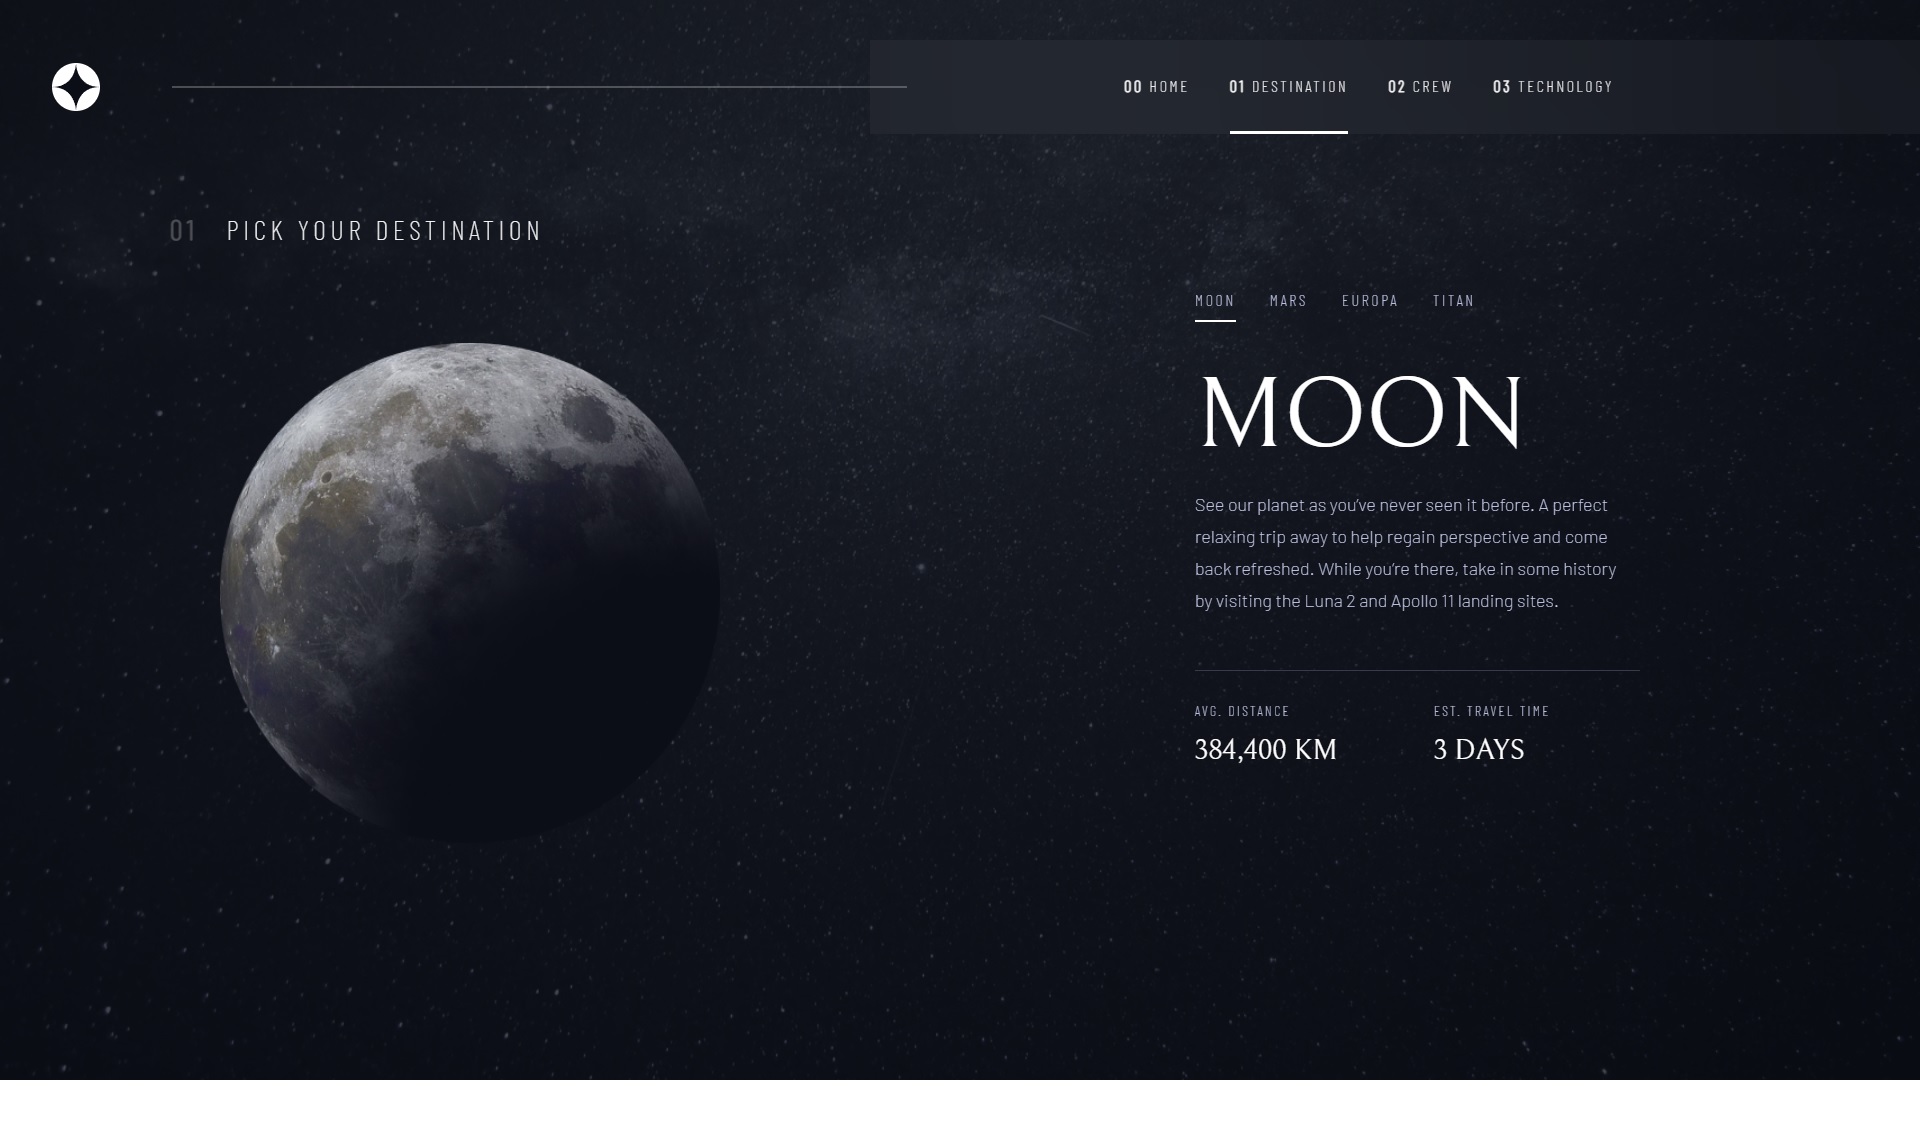 00 HOME 01 DESTINATION 02 CREW 03 TECHNOLOGY
01 PICK YOUR DESTINATION
MOON MARS EUROPA TITAN
MOON
See our planet as you’ve never seen it before. A perfect
relaxing trip away to help regain perspective and come
back refreshed. While you’re there, take in some history
by visiting the Luna 2 and Apollo 11 landing sites.
AVG. DISTANCE
384,400 KM
EST. TRAVEL TIME
3 DAYS